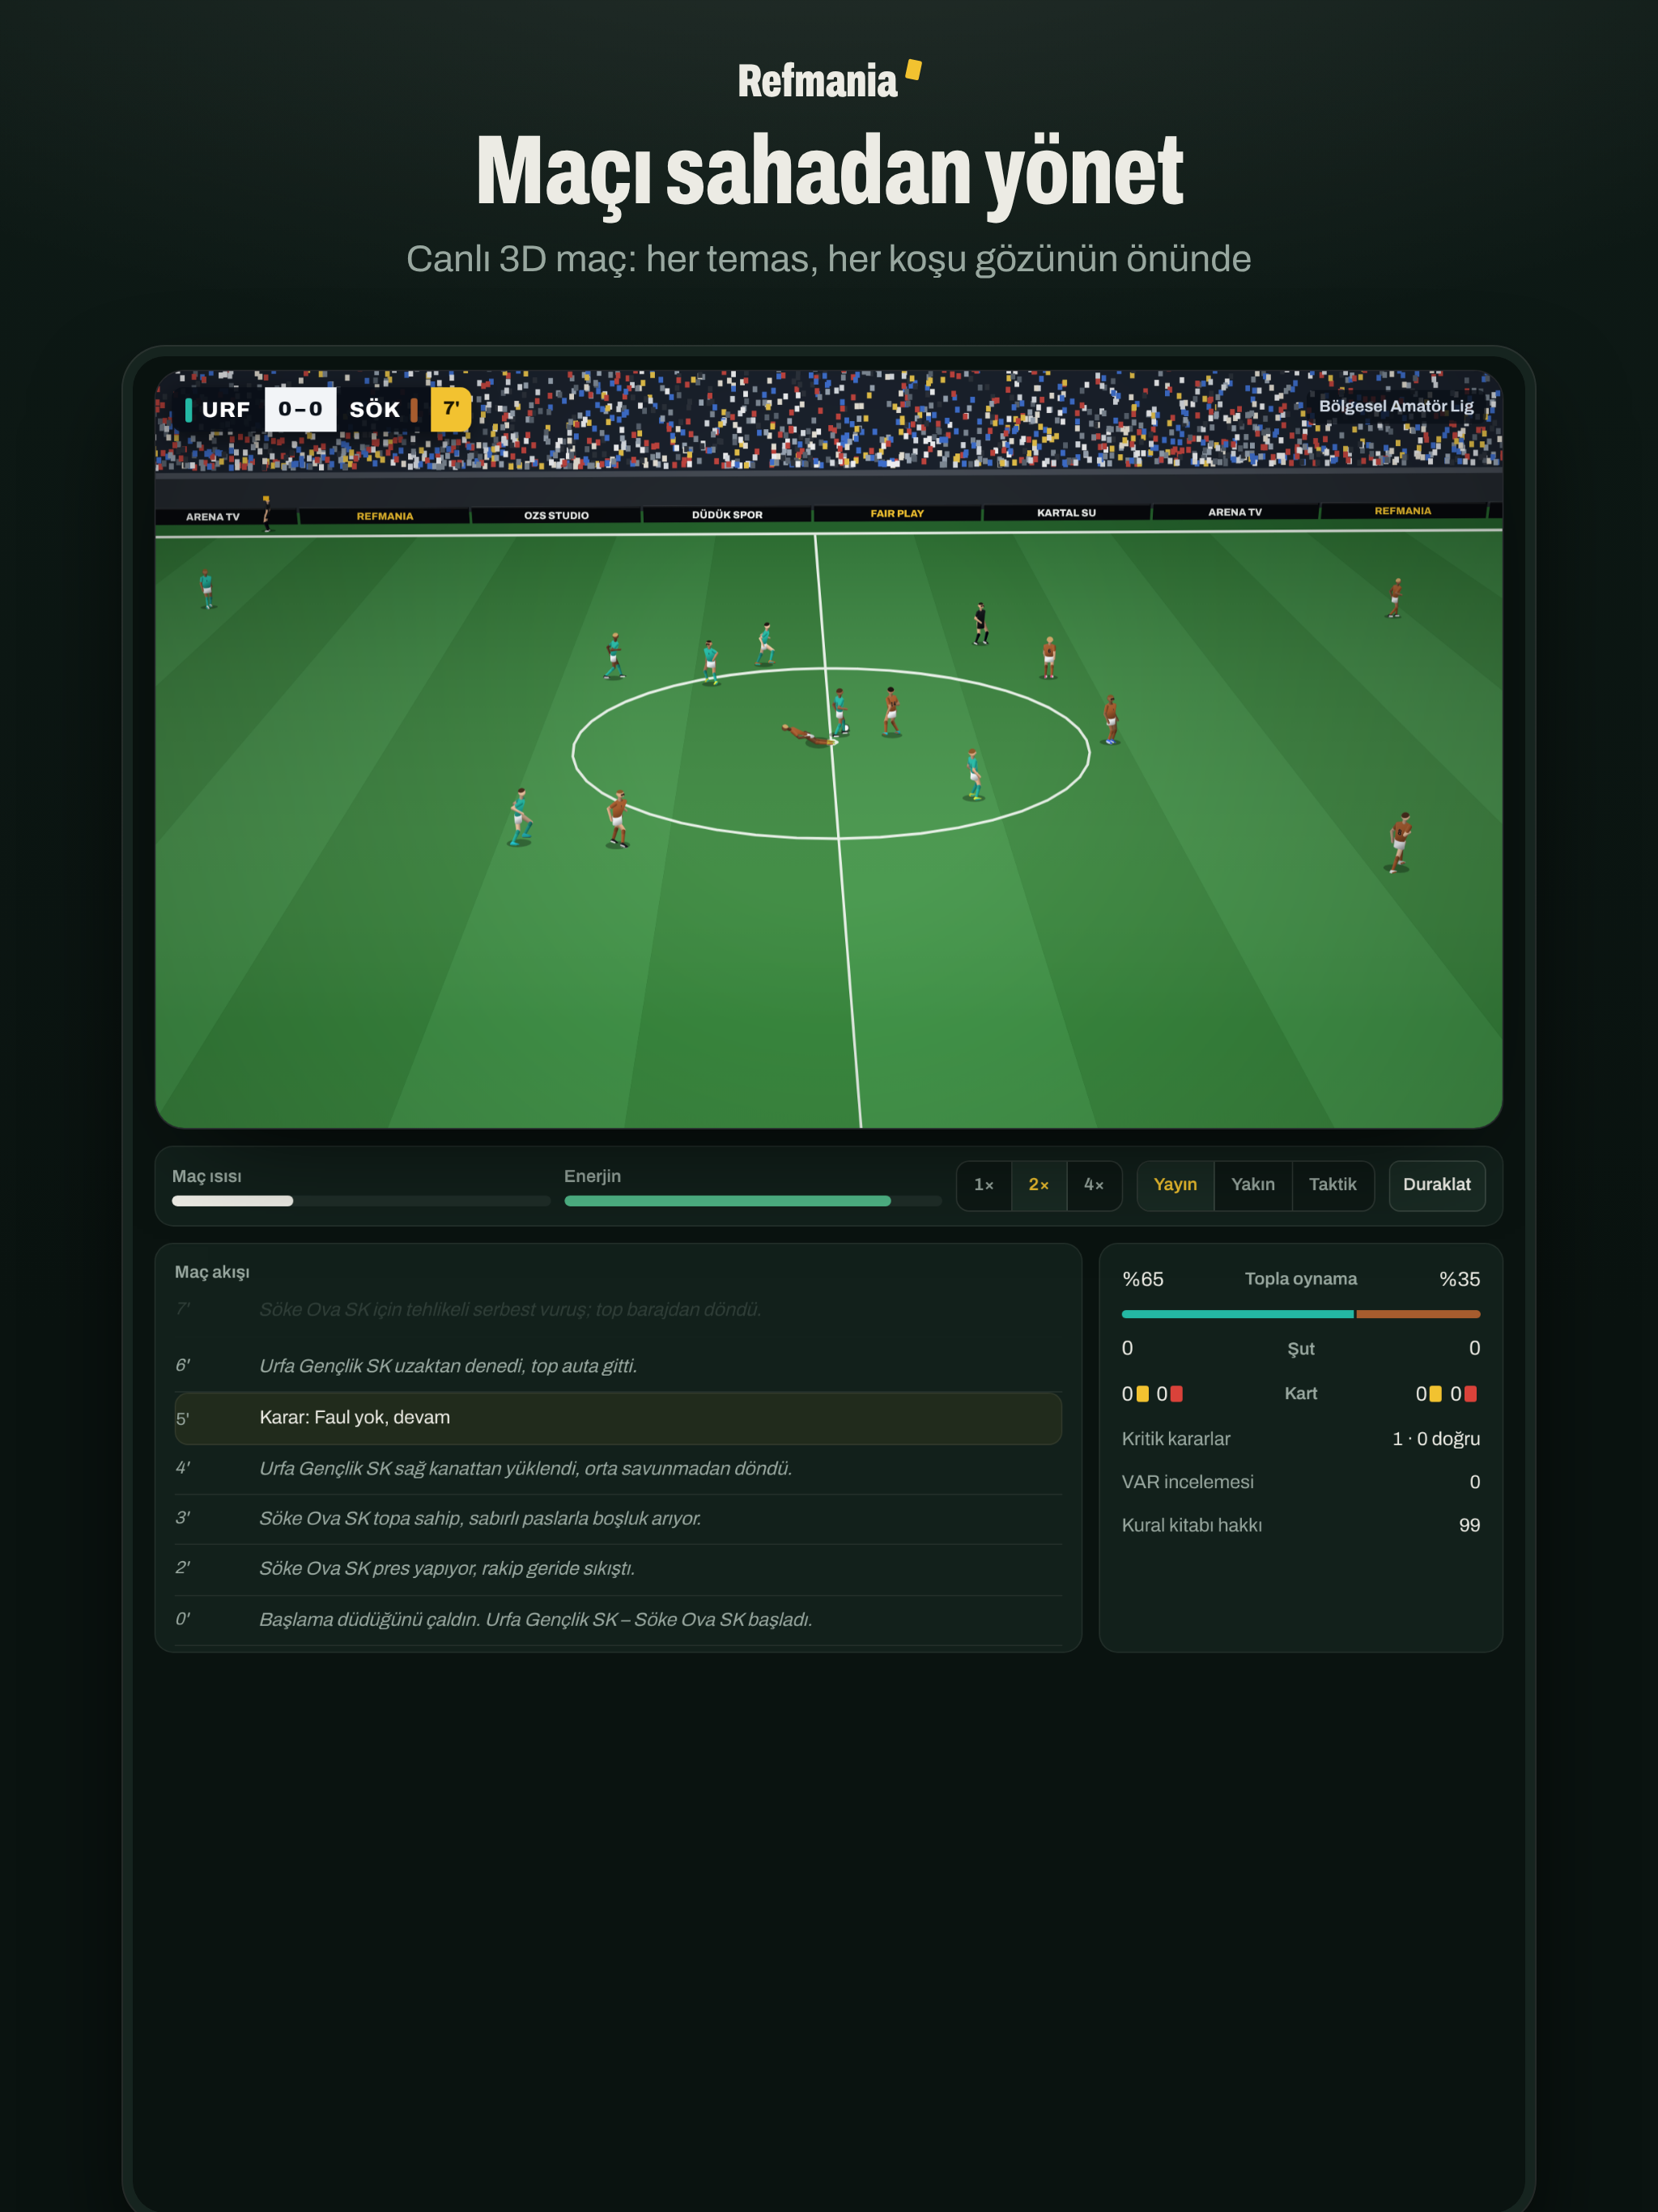 Refmania
Maçı sahadan yönet
Canlı 3D maç: her temas, her koşu gözünün önünde
URF 0–0 SÖK 7'
Bölgesel Amatör Lig
ARENA TV REFMANIA OZS STUDIO DÜDÜK SPOR FAIR PLAY KARTAL SU ARENA TV REFMANIA
Maç ısısı
Enerjin
1× 2× 4×
Yayın Yakın Taktik
Duraklat
Maç akışı
7' Söke Ova SK için tehlikeli serbest vuruş; top barajdan döndü.
6' Urfa Gençlik SK uzaktan denedi, top auta gitti.
5' Karar: Faul yok, devam
4' Urfa Gençlik SK sağ kanattan yüklendi, orta savunmadan döndü.
3' Söke Ova SK topa sahip, sabırlı paslarla boşluk arıyor.
2' Söke Ova SK pres yapıyor, rakip geride sıkıştı.
0' Başlama düdüğünü çaldın. Urfa Gençlik SK – Söke Ova SK başladı.
%65 Topla oynama %35
0 Şut 0
0 0 Kart 0 0
Kritik kararlar 1 · 0 doğru
VAR incelemesi 0
Kural kitabı hakkı 99